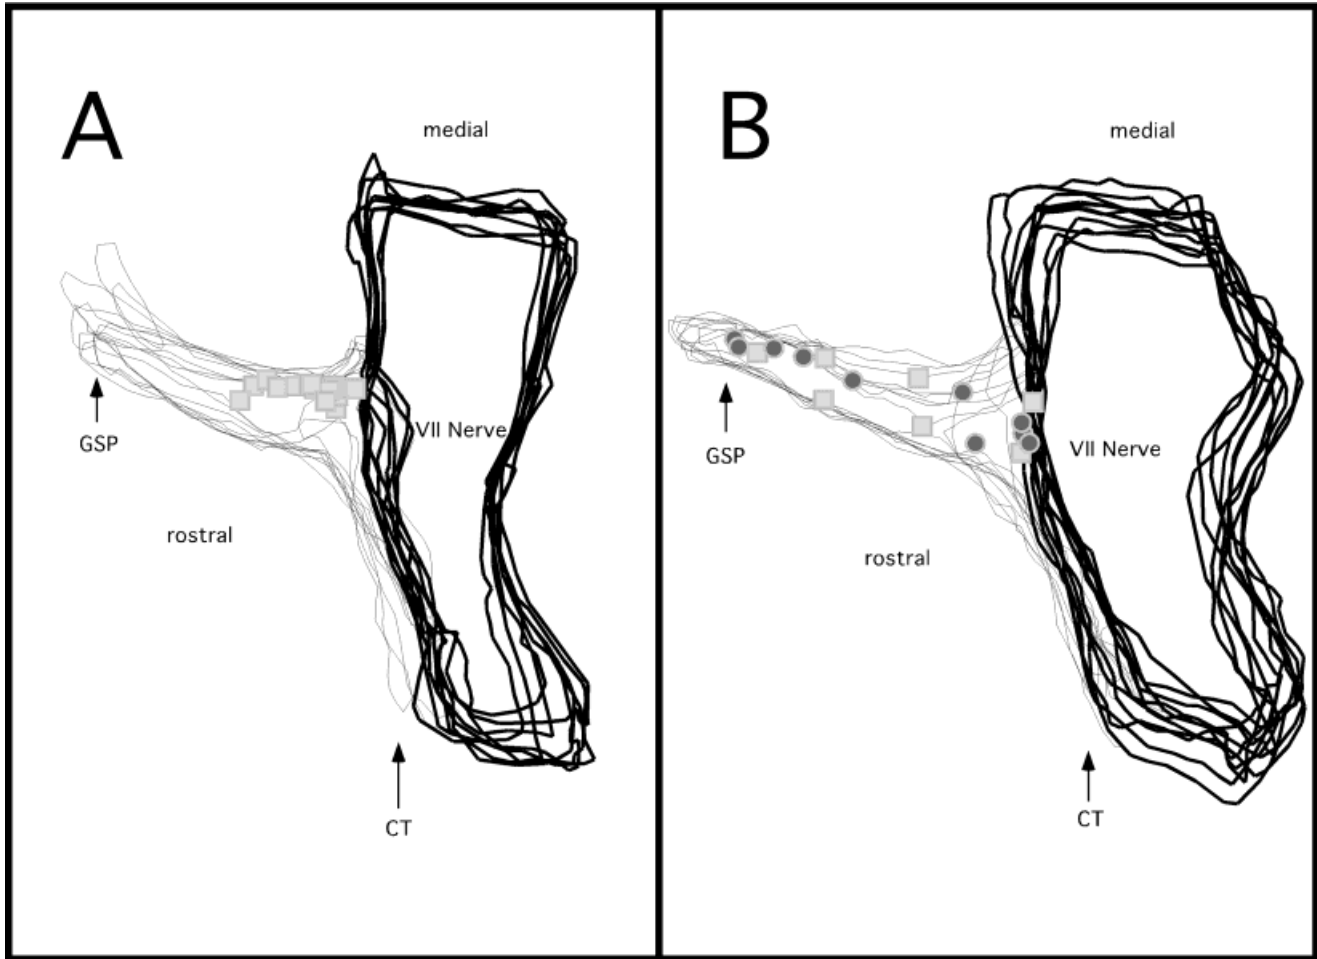 A
medial
GSP
VII Nerve
rostral
CT
B
medial
GSP
VII Nerve
rostral
CT